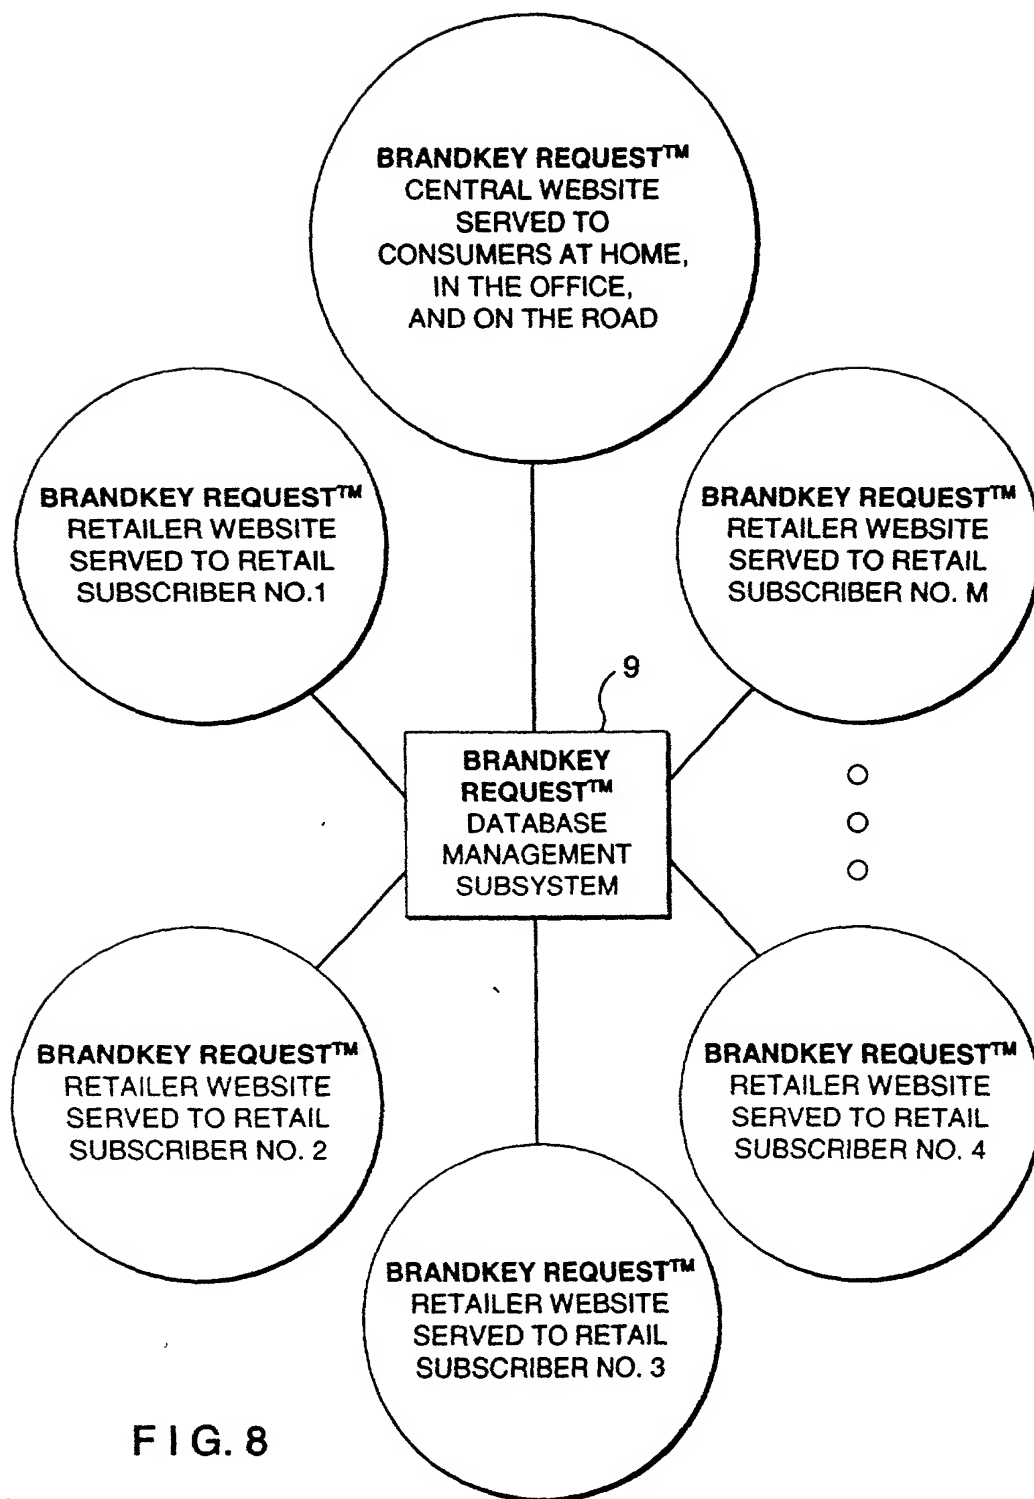 BRANDKEY REQUEST™
CENTRAL WEBSITE
SERVED TO
CONSUMERS AT HOME,
IN THE OFFICE,
AND ON THE ROAD
BRANDKEY REQUEST™
RETAILER WEBSITE
SERVED TO RETAIL
SUBSCRIBER NO.1
BRANDKEY REQUEST™
RETAILER WEBSITE
SERVED TO RETAIL
SUBSCRIBER NO. M
9
BRANDKEY
REQUEST™
DATABASE
MANAGEMENT
SUBSYSTEM
BRANDKEY REQUEST™
RETAILER WEBSITE
SERVED TO RETAIL
SUBSCRIBER NO. 2
BRANDKEY REQUEST™
RETAILER WEBSITE
SERVED TO RETAIL
SUBSCRIBER NO. 4
BRANDKEY REQUEST™
RETAILER WEBSITE
SERVED TO RETAIL
SUBSCRIBER NO. 3
FIG. 8